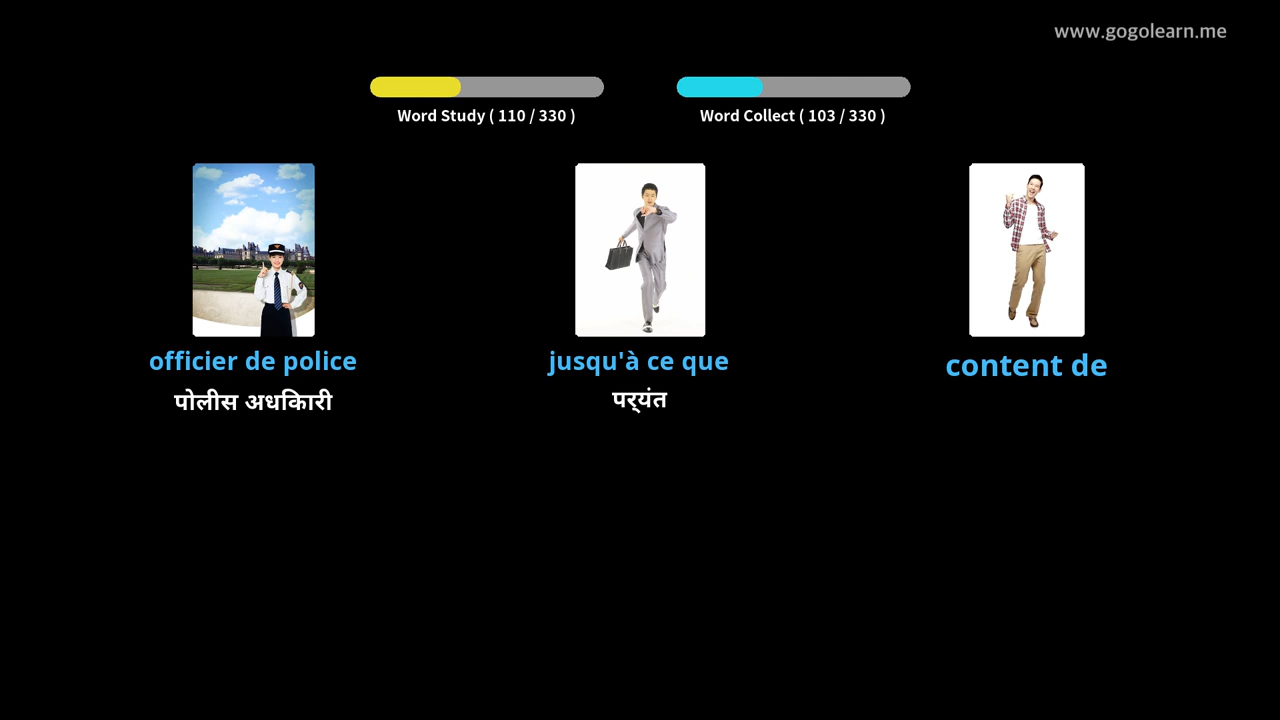 www.gogolearn.me
Word Study ( 110 / 330 )
Word Collect ( 103 / 330 )
officier de police
jusqu'à ce que
content de
पोलीस अधिकारी
पर्यंत